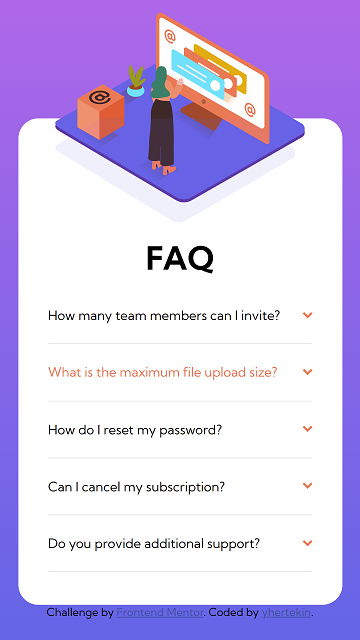 FAQ
How many team members can I invite?
What is the maximum file upload size?
How do I reset my password?
Can I cancel my subscription?
Do you provide additional support?
Challenge by Frontend Mentor. Coded by yhertekin.